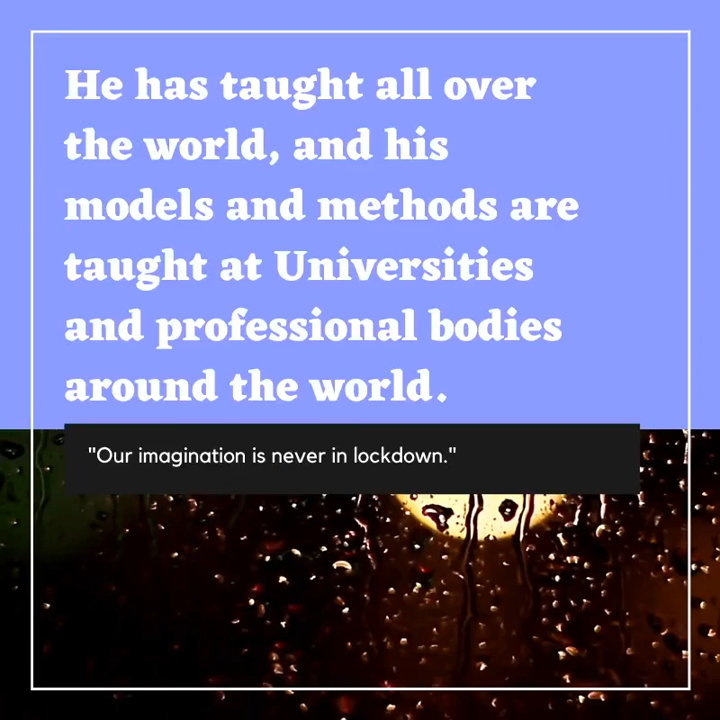 He has taught all over
the world, and his
models and methods are
taught at Universities
and professional bodies
around the world.
"Our imagination is never in lockdown."